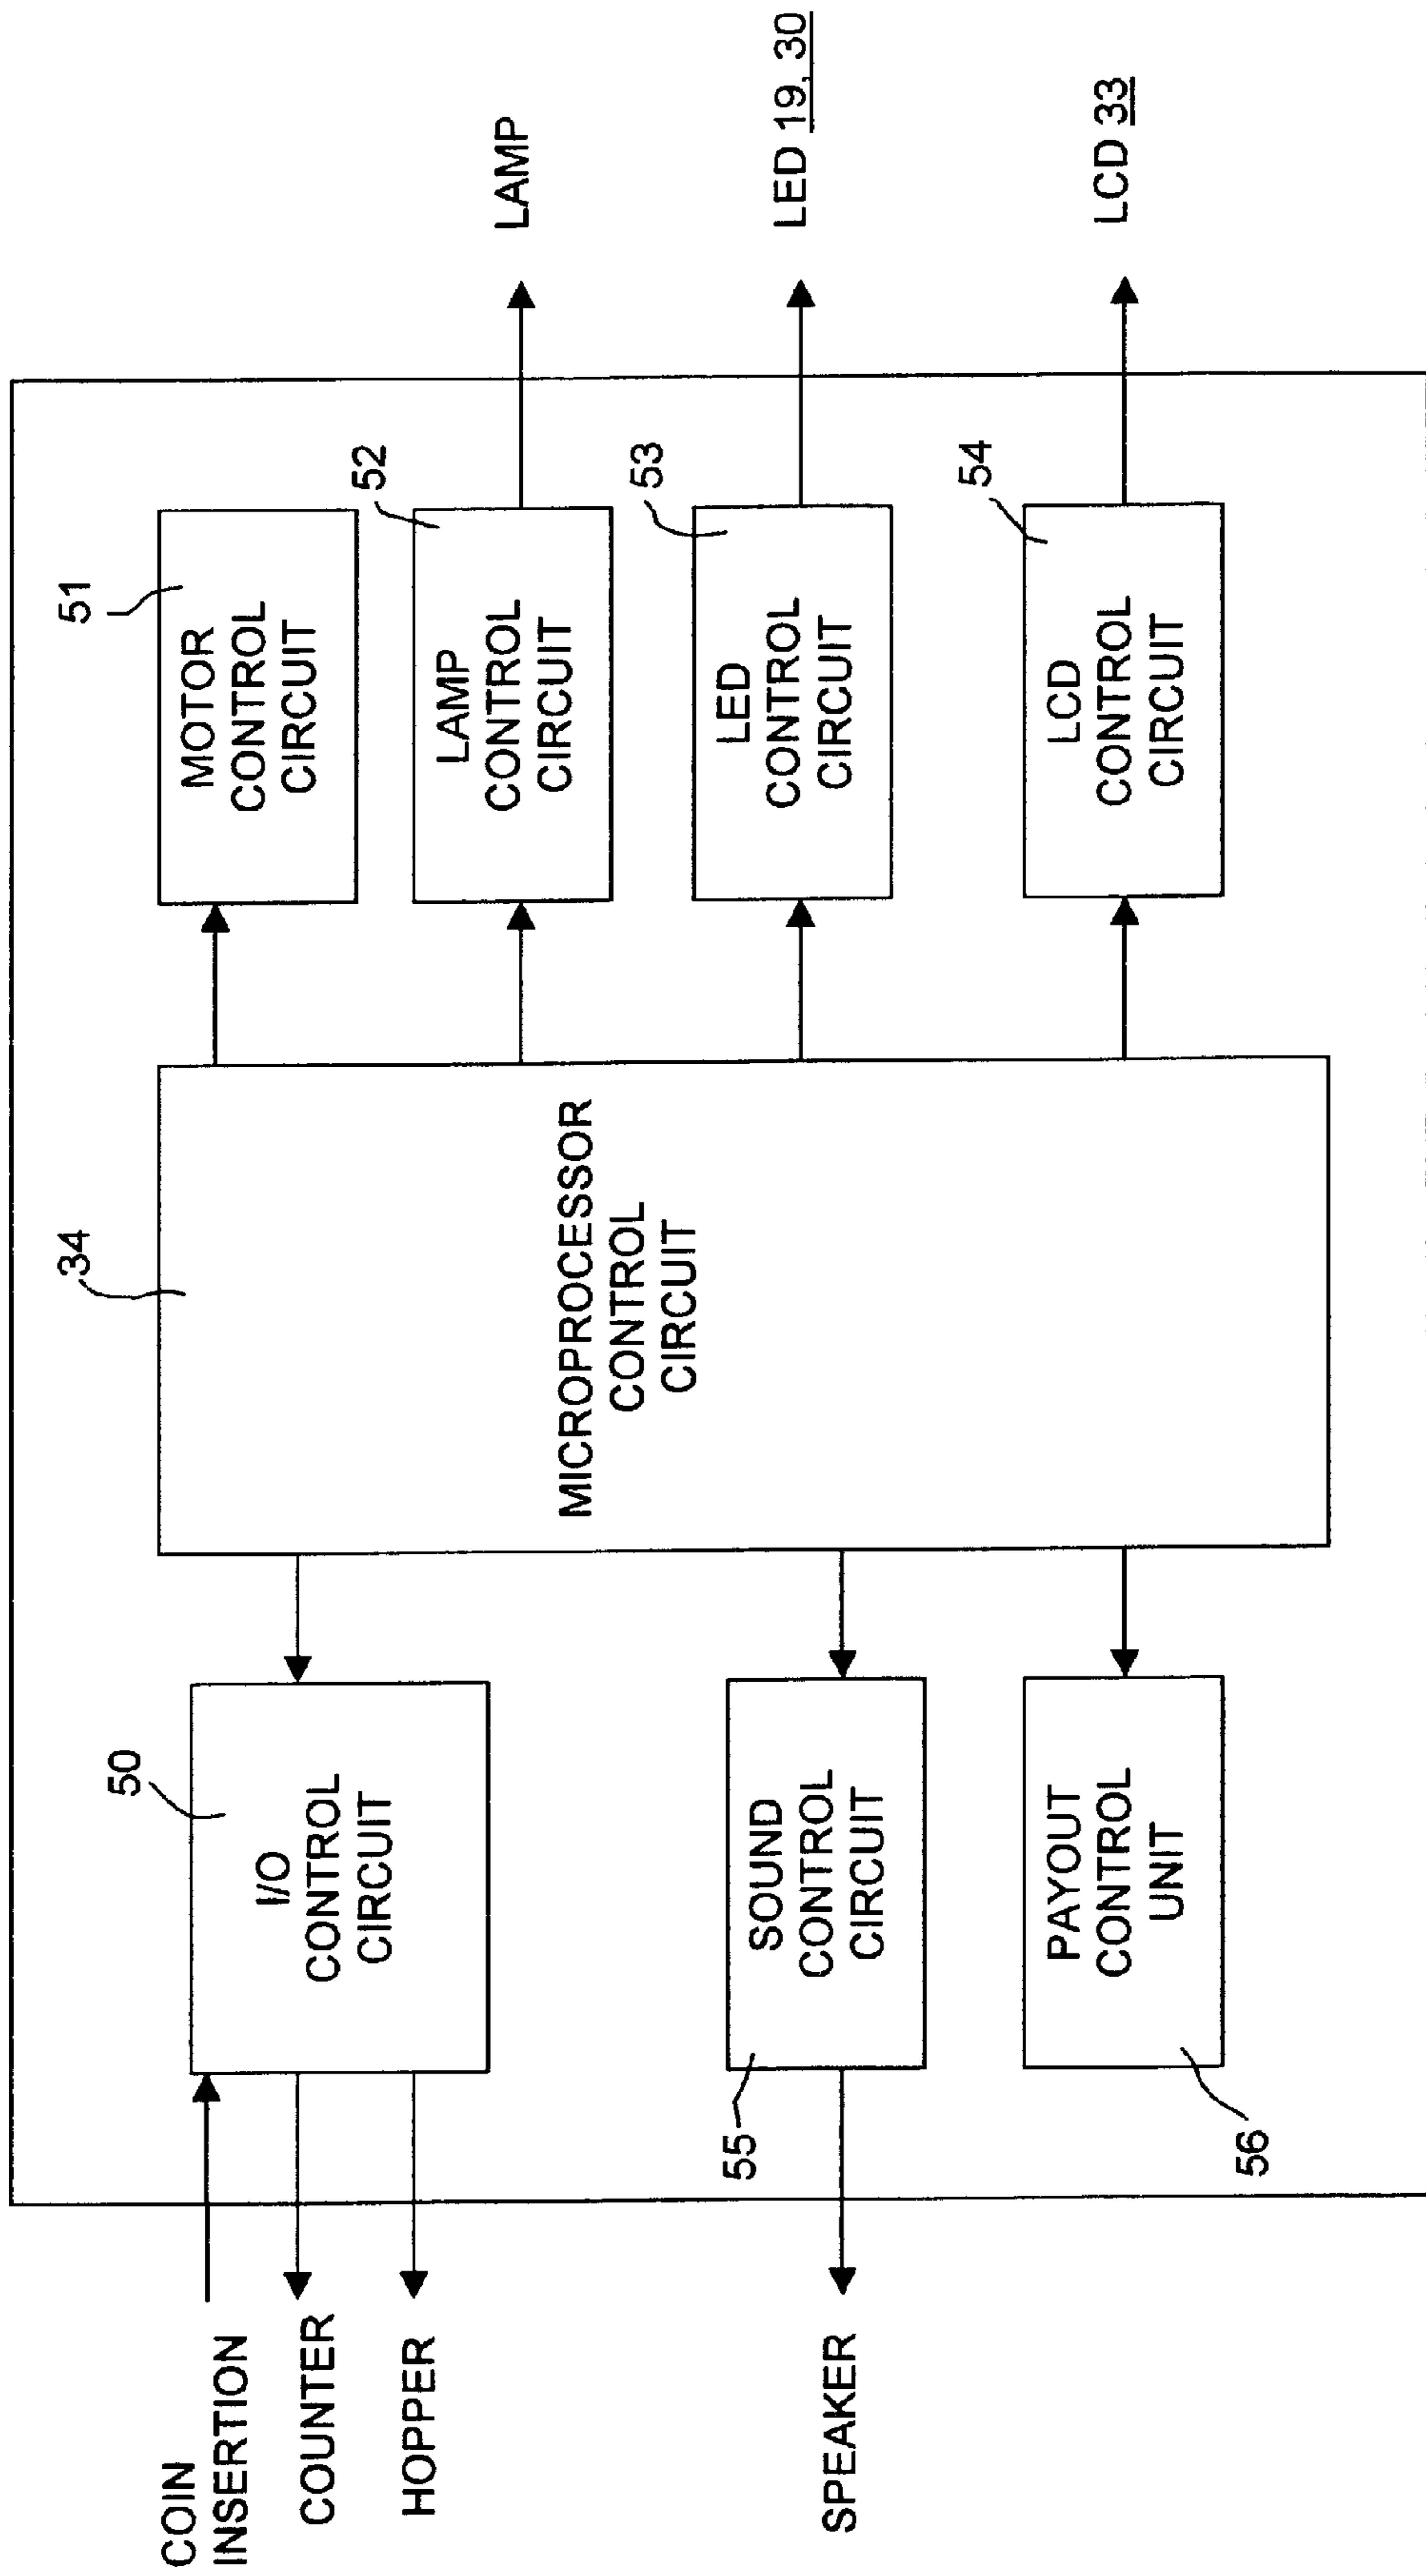 COIN
INSERTION
COUNTER
HOPPER
SPEAKER
50
I/O
CONTROL
CIRCUIT
55
SOUND
CONTROL
CIRCUIT
56
PAYOUT
CONTROL
UNIT
34
MICROPROCESSOR
CONTROL
CIRCUIT
51
MOTOR
CONTROL
CIRCUIT
52
LAMP
CONTROL
CIRCUIT
53
LED
CONTROL
CIRCUIT
54
LCD
CONTROL
CIRCUIT
LAMP
LED 19, 30
LCD 33